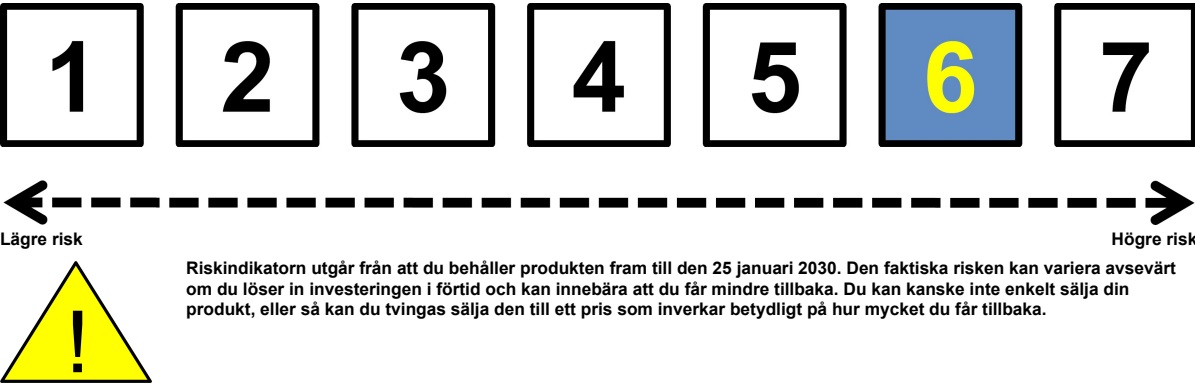 1 2 3 4 5 6 7
Lägre risk Högre risk
Riskindikatorn utgår från att du behåller produkten fram till den 25 januari 2030. Den faktiska risken kan variera avsevärt
om du löser in investeringen i förtid och kan innebära att du får mindre tillbaka. Du kan kanske inte enkelt sälja din
produkt, eller så kan du tvingas sälja den till ett pris som inverkar betydligt på hur mycket du får tillbaka.
!